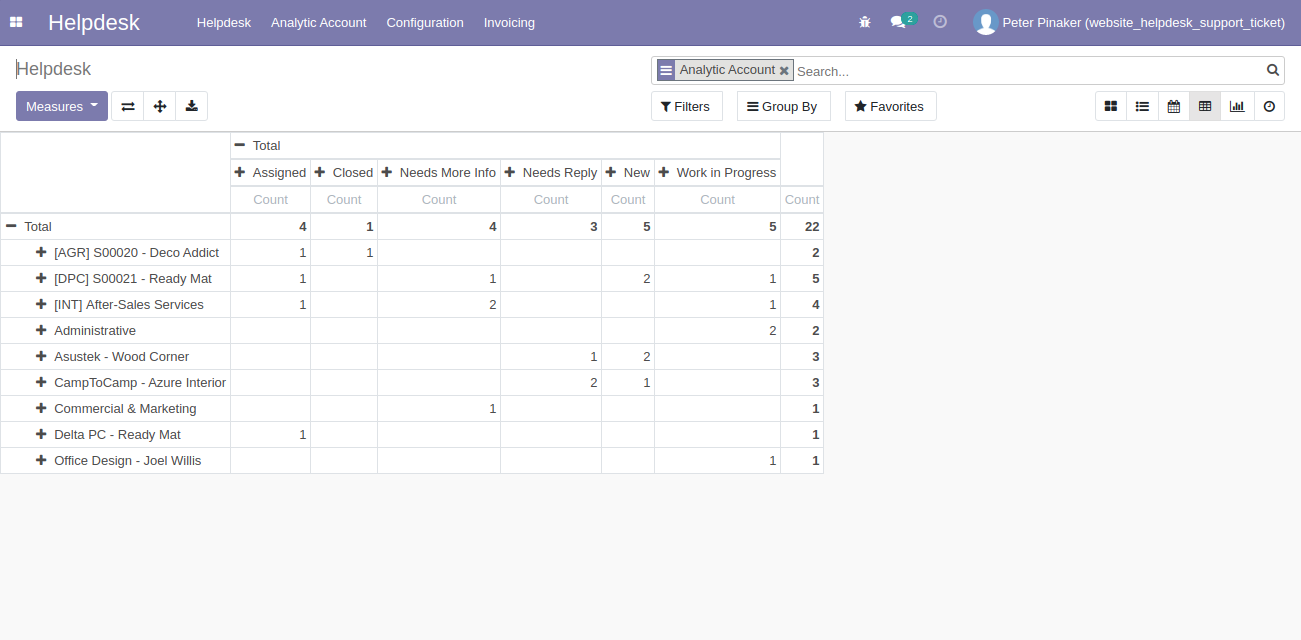 Helpdesk Helpdesk Analytic Account Configuration Invoicing 2 Peter Pinaker (website_helpdesk_support_ticket)
Helpdesk Analytic Account Search...
Measures Filters Group By Favorites
Total
Assigned Closed Needs More Info Needs Reply New Work in Progress
Count Count Count Count Count Count Count
Total 4 1 4 3 5 5 22
[AGR] S00020 - Deco Addict 1 1 2
[DPC] S00021 - Ready Mat 1 1 2 1 5
[INT] After-Sales Services 1 2 1 4
Administrative 2 2
Asustek - Wood Corner 1 2 3
CampToCamp - Azure Interior 2 1 3
Commercial & Marketing 1 1
Delta PC - Ready Mat 1 1
Office Design - Joel Willis 1 1